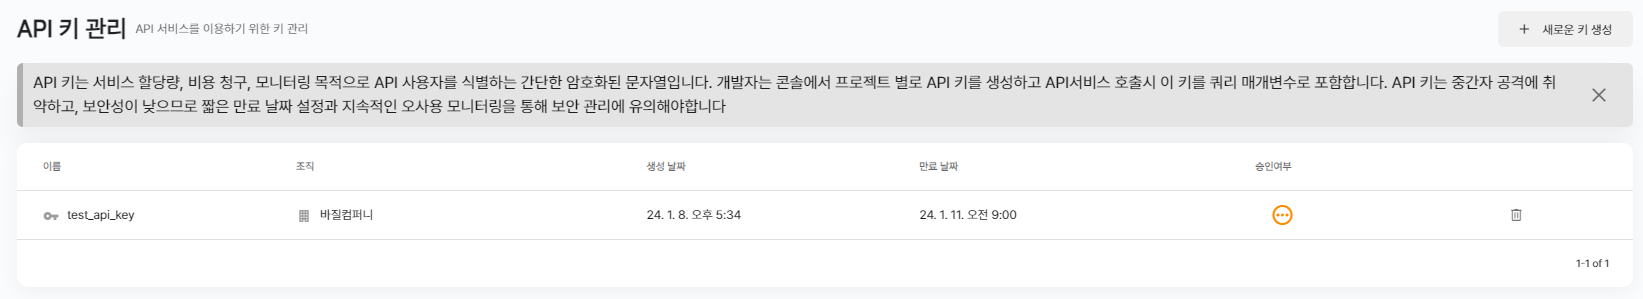 API 키 관리 API 서비스를 이용하기 위한 키 관리
새로운 키 생성
API 키는 서비스 할당량, 비용 청구, 모니터링 목적으로 API 사용자를 식별하는 간단한 암호화된 문자열입니다. 개발자는 콘솔에서 프로젝트 별로 API 키를 생성하고 API서비스 호출시 이 키를 쿼리 매개변수로 포함합니다. API 키는 중간자 공격에 취
약하고, 보안성이 낮으므로 짧은 만료 날짜 설정과 지속적인 오사용 모니터링을 통해 보안 관리에 유의해야합니다
이름 조직 생성 날짜 만료 날짜 승인여부
test_api_key 바질컴퍼니 24. 1. 8. 오후 5:34 24. 1. 11. 오전 9:00
1-1 of 1